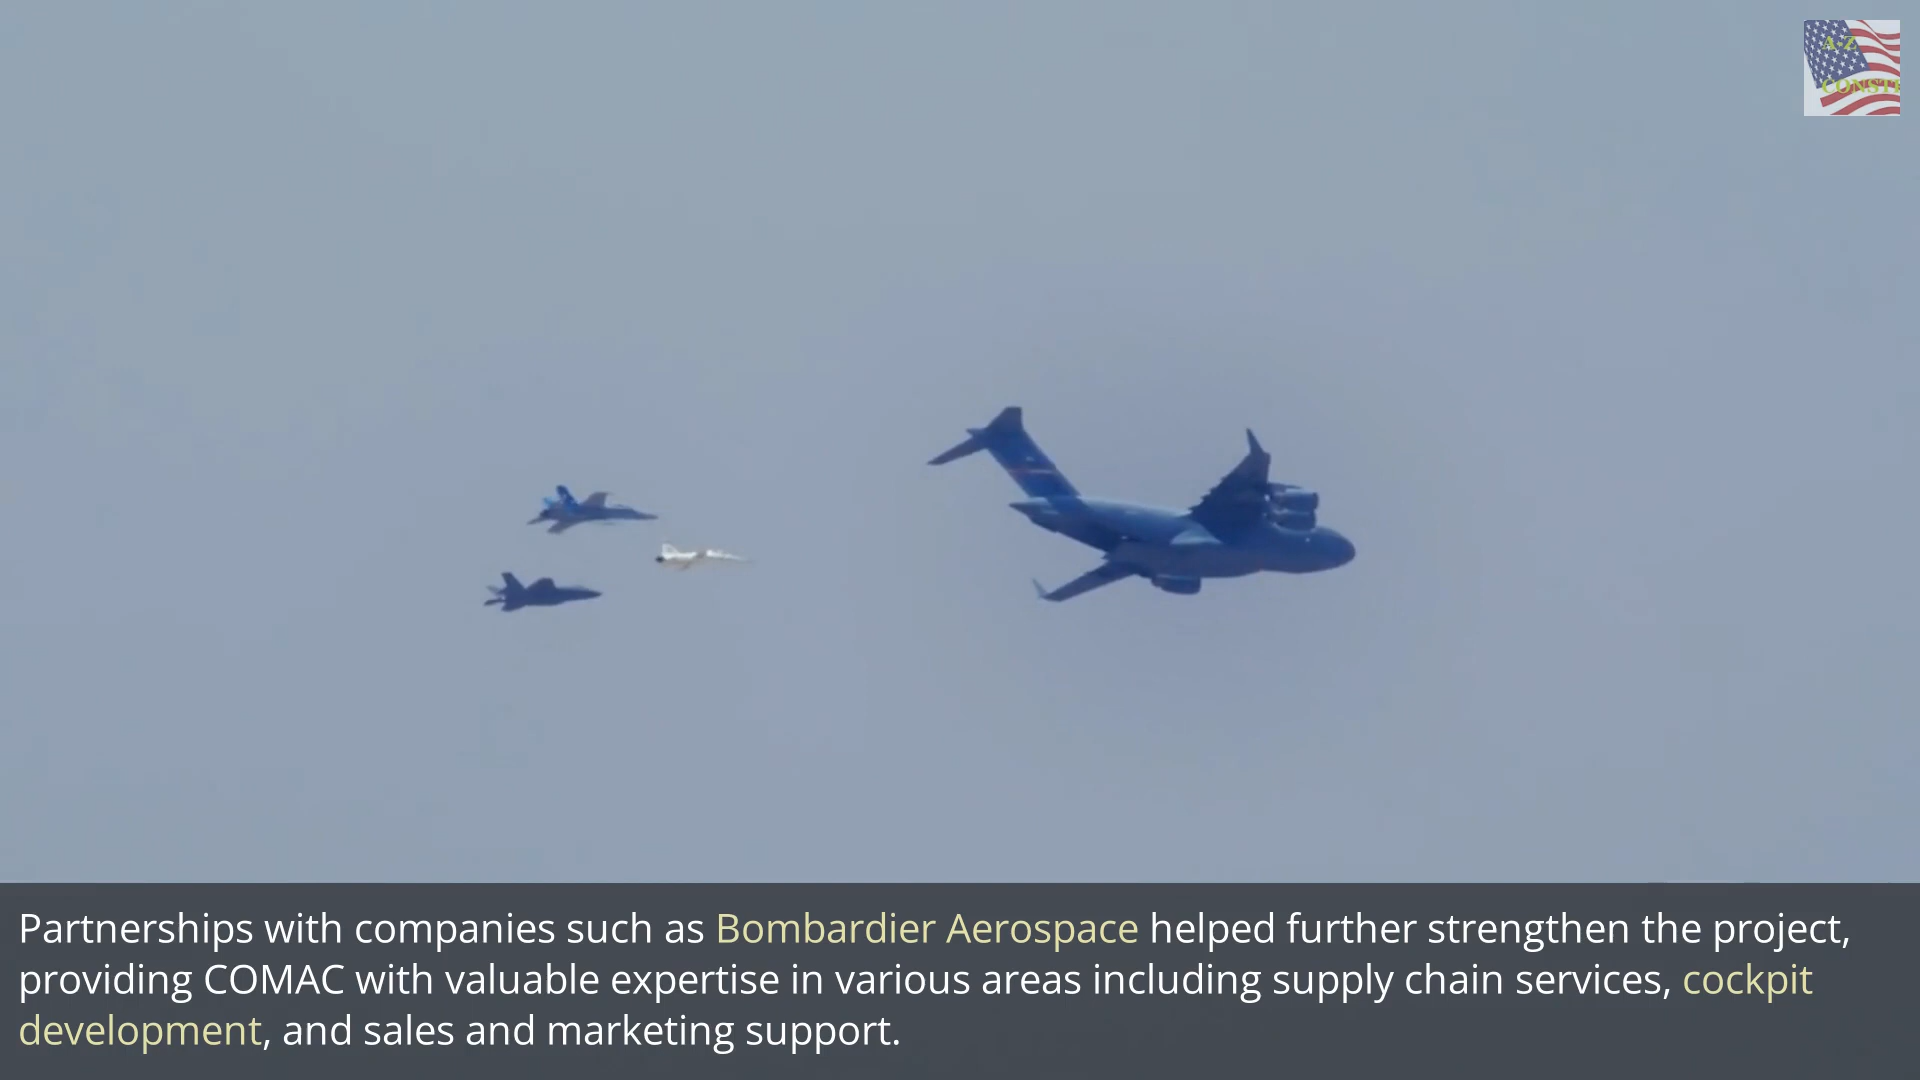 A-Z
Partnerships with companies such as Bombardier Aerospace helped further strengthen the project,
providing COMAC with valuable expertise in various areas including supply chain services, cockpit
development, and sales and marketing support.